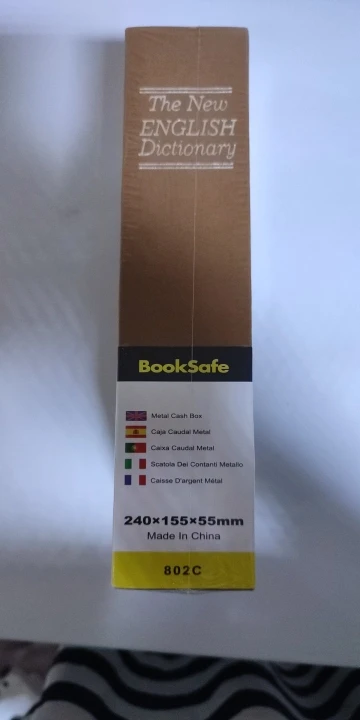 The New
ENGLISH
Dictionary
BookSafe
Metal Cash Box
Caja Caudal Metal
Caixa Caudal Metal
Scatola Dei Contanti Metallo
Caisse D'argent Métal
240×155×55mm
Made In China
802C